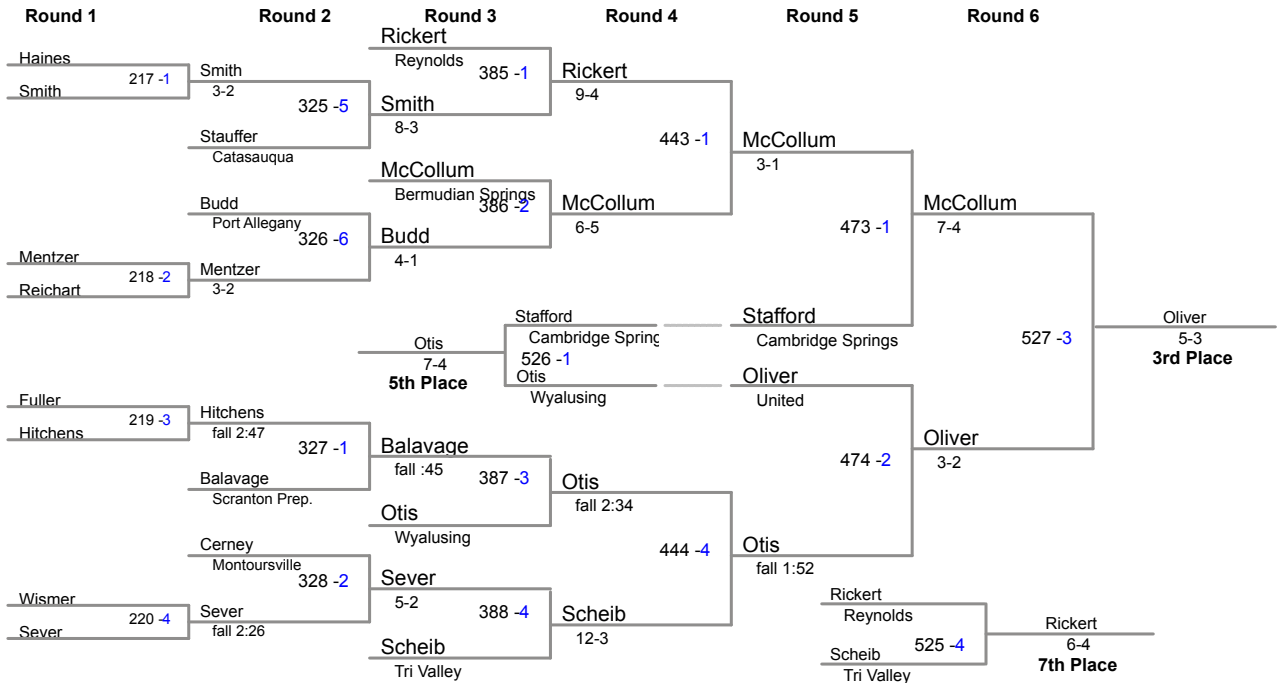 Round 1 Round 2 Round 3 Round 4 Round 5 Round 6
Haines
217 -1
Smith
Mentzer
218 -2
Reichart
Fuller
219 -3
Hitchens
Wismer
220 -4
Sever
Smith
3-2
325 -5
Stauffer
Catasauqua
Budd
Port Allegany
326 -6
Mentzer
3-2
Hitchens
fall 2:47
327 -1
Balavage
Scranton Prep.
Cerney
Montoursville
328 -2
Sever
fall 2:26
Rickert
Reynolds
385 -1
Smith
8-3
McCollum
Bermudian Springs
386 -2
Budd
4-1
Balavage
fall :45
387 -3
Otis
Wyalusing
Sever
5-2
388 -4
Scheib
Tri Valley
Rickert
9-4
443 -1
McCollum
6-5
Otis
fall 2:34
444 -4
Scheib
12-3
McCollum
3-1
473 -1
Stafford
Cambridge Springs
Oliver
United
474 -2
Otis
fall 1:52
McCollum
7-4
527 -3
Oliver
3-2
Oliver
5-3
3rd Place
Stafford
Cambridge Spring
526 -1
Otis
Wyalusing
Otis
7-4
5th Place
Rickert
Reynolds
525 -4
Scheib
Tri Valley
Rickert
6-4
7th Place